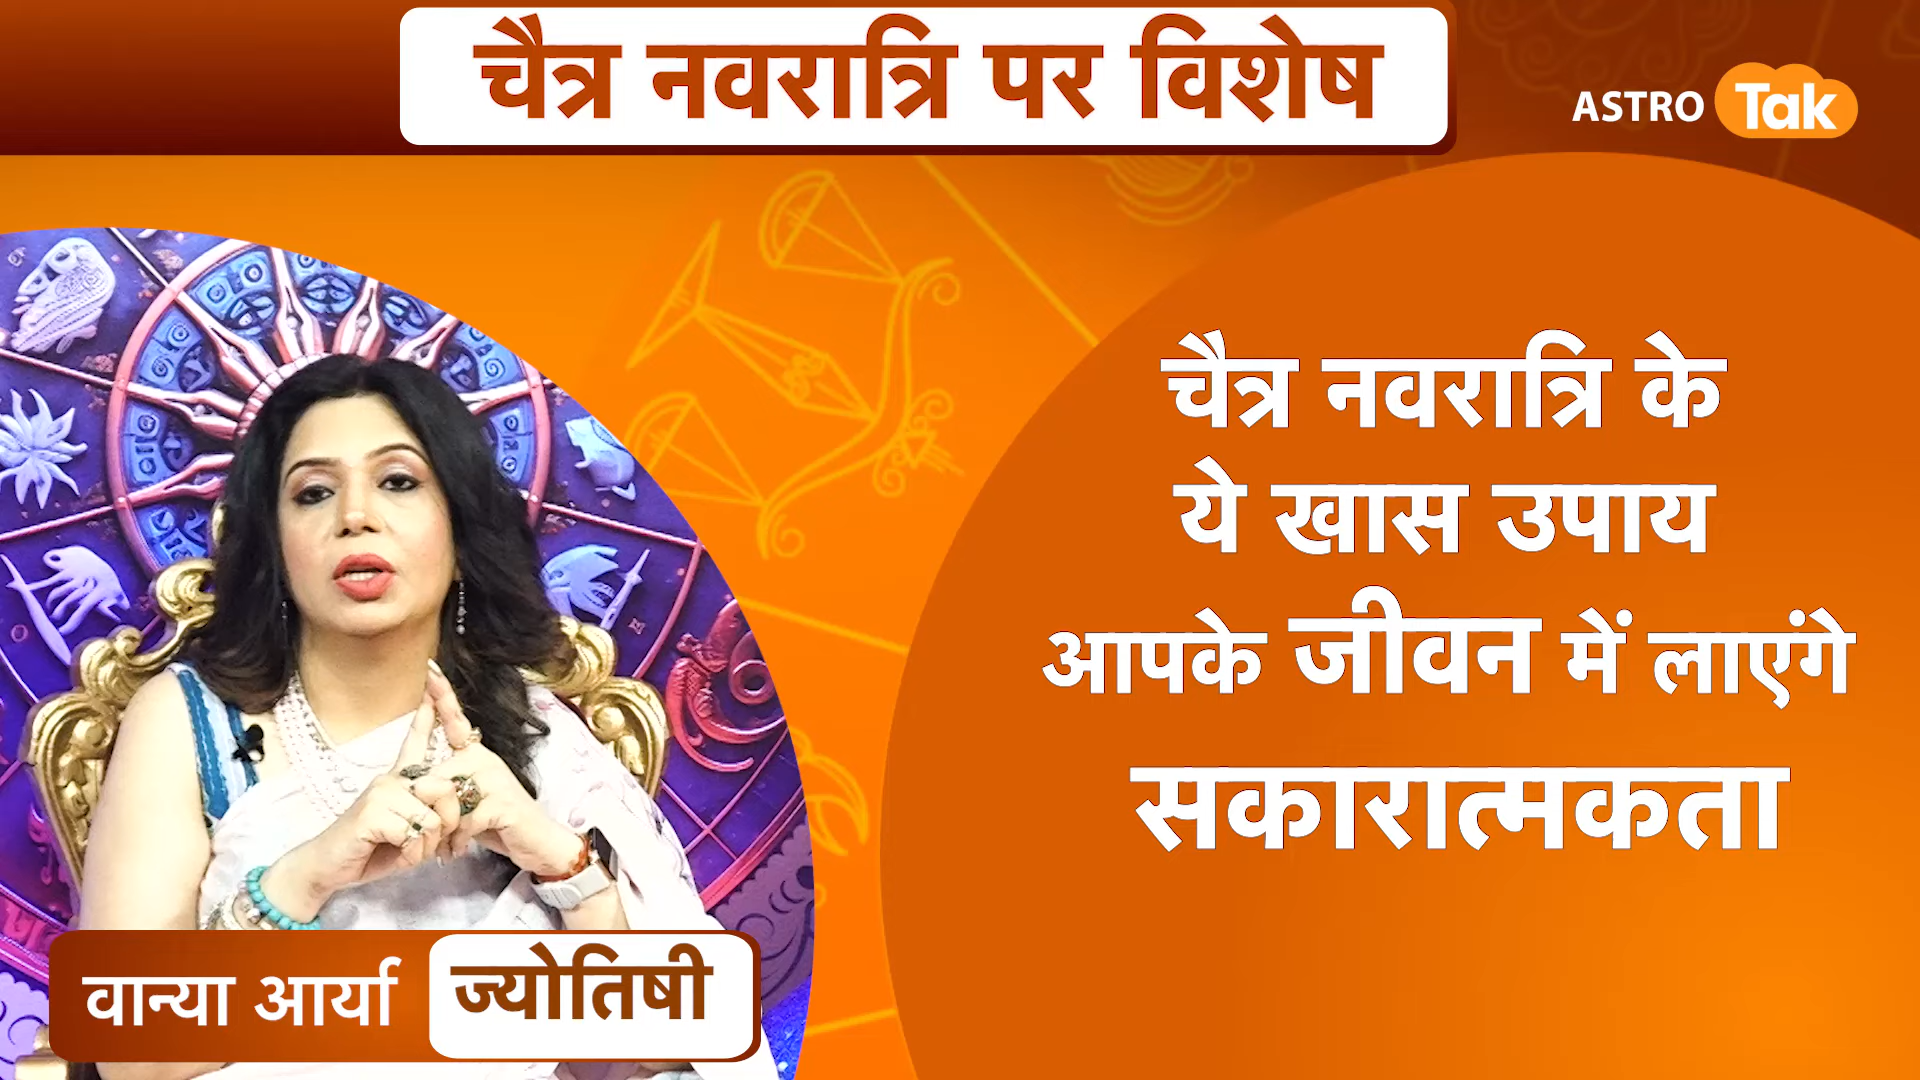 चैत्र नवरात्रि पर विशेष
ASTRO Tak
चैत्र नवरात्रि के
ये खास उपाय
आपके जीवन में लाएंगे
सकारात्मकता
वान्या आर्या ज्योतिषी